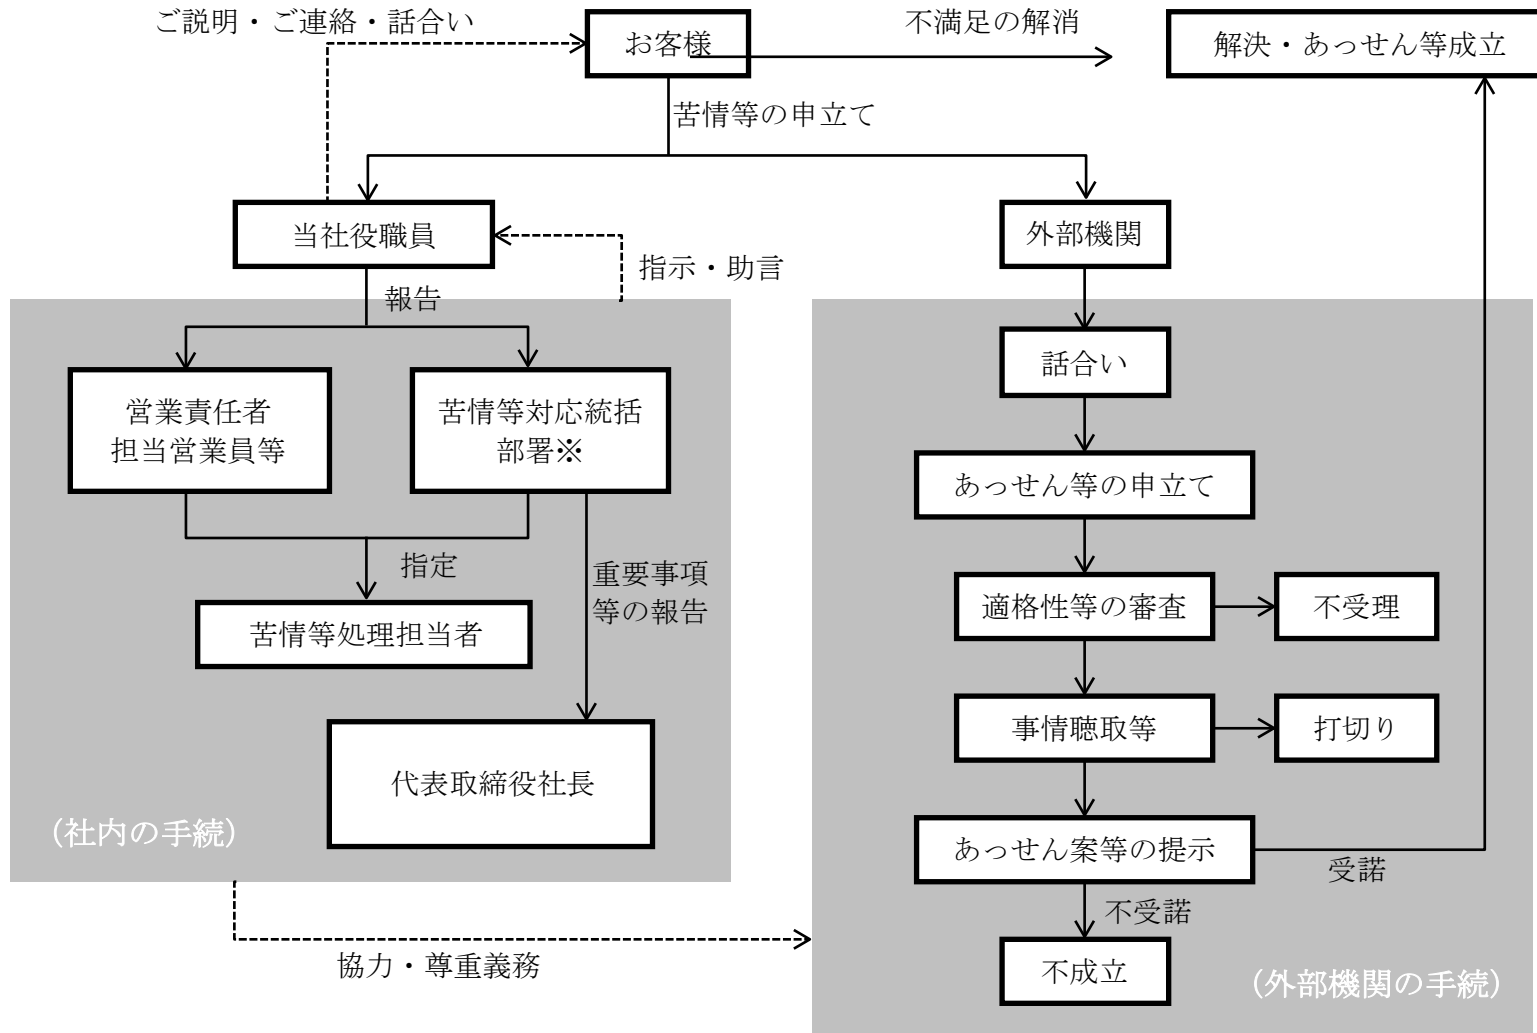 ご説明・ご連絡・話合い
お客様
不満足の解消
解決・あっせん等成立
苦情等の申立て
当社役職員
外部機関
指示・助言
報告
営業責任者
担当営業員等
苦情等対応統括
部署※
指定
重要事項
等の報告
苦情等処理担当者
代表取締役社長
（社内の手続）
協力・尊重義務
話合い
あっせん等の申立て
適格性等の審査
不受理
事情聴取等
打切り
あっせん案等の提示
受諾
不受諾
不成立
（外部機関の手続）